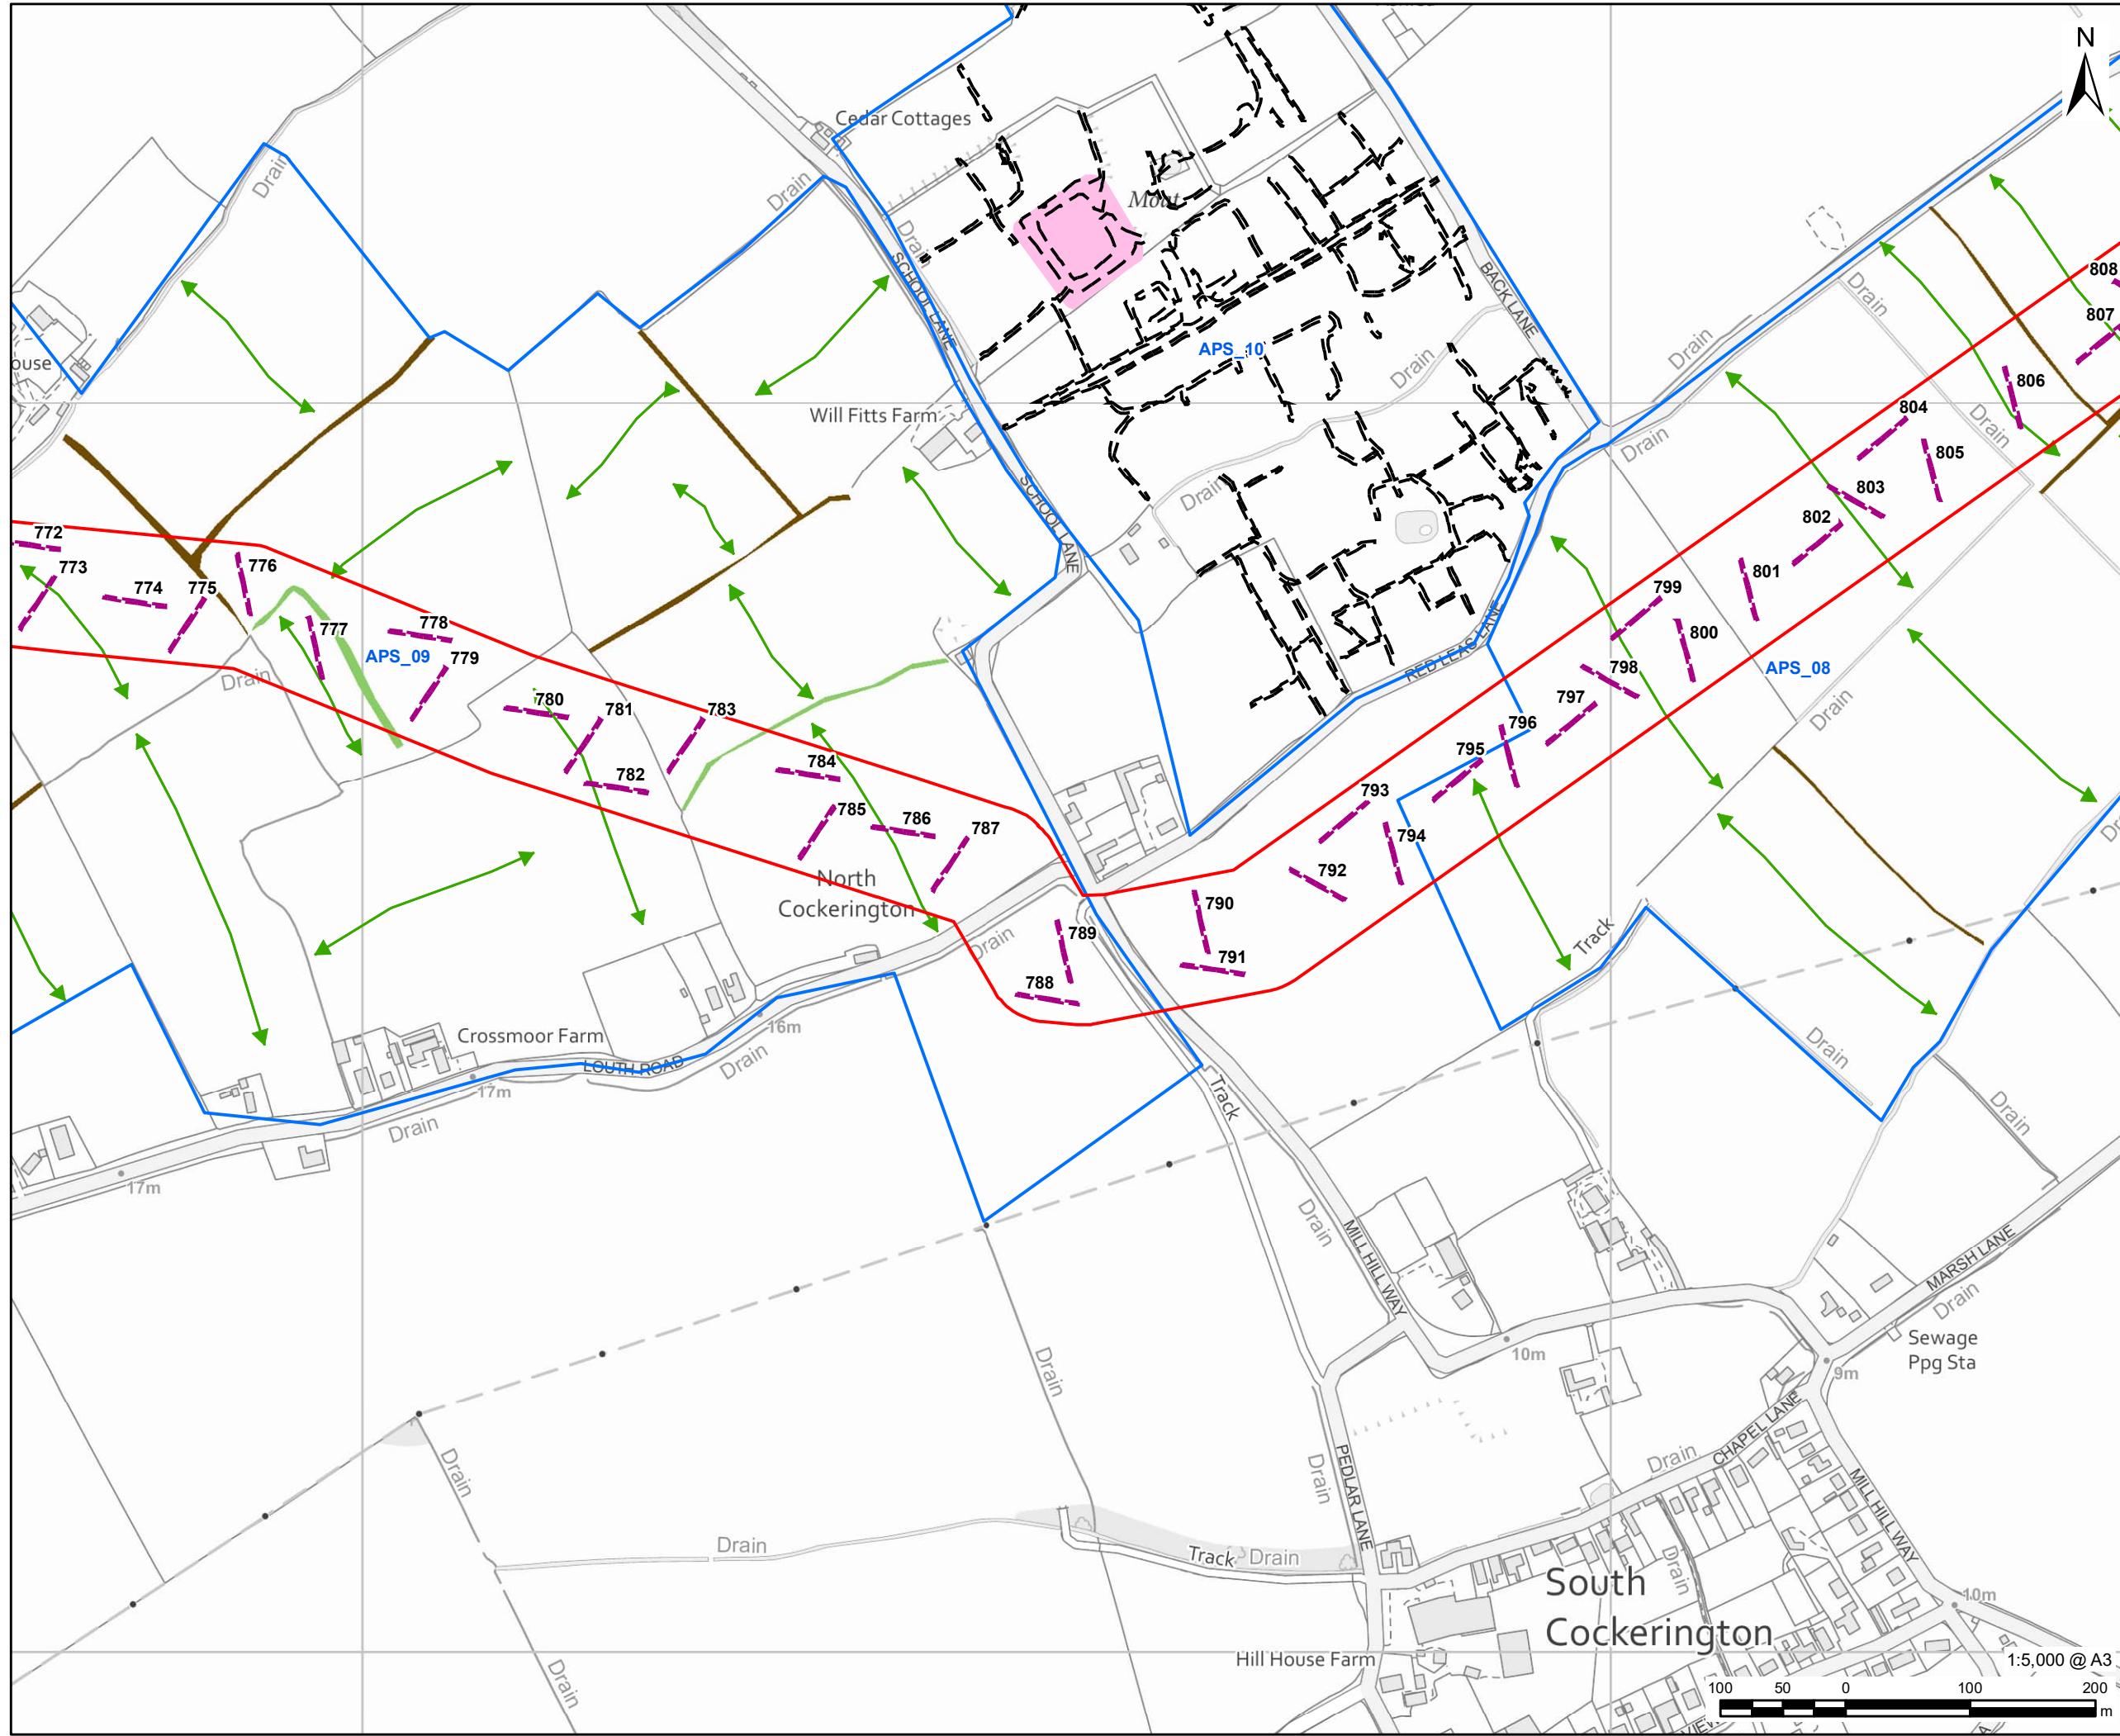 N
Cedar Cottages
Drain
Drain
Drain
Moat
SCHOOL LANE
BACK LANE
Drain
808
807
ouse
APS_10
Drain
Drain
806
Will Fitts Farm
804
Drain
Drain
Drain
805
SCHOOL LANE
Drain
803
802
772
773
774
775
776
777
778
779
APS_09
Drain
799
801
800
RED LEAS LANE
798
APS_08
797
Drain
780
781
783
796
795
782
784
793
785
786
787
794
792
North
Cockerington
790
789
791
788
Drain
Track
Crossmoor Farm
16m
LOUTH ROAD
Drain
17m
Drain
Track
Drain
Drain
17m
Drain
MILL HILL WAY
MARSH LANE
Drain
Sewage
Ppg Sta
10m
9m
Drain
Drain
Drain
PEDLAR LANE
Drain
CHAPEL LANE
MILL HILL WAY
Drain
Track
Drain
Drain
South
Cockerington
10m
Hill House Farm
Drain
1:5,000 @ A3
100 50 0 100 200
m